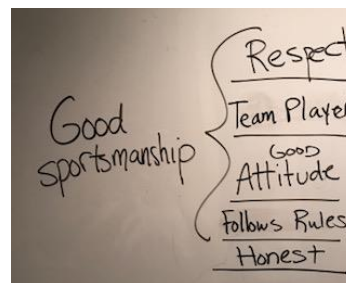 Good
sportsmanship
Respect
Team Player
GOOD
Attitude
Follows Rules
Honest